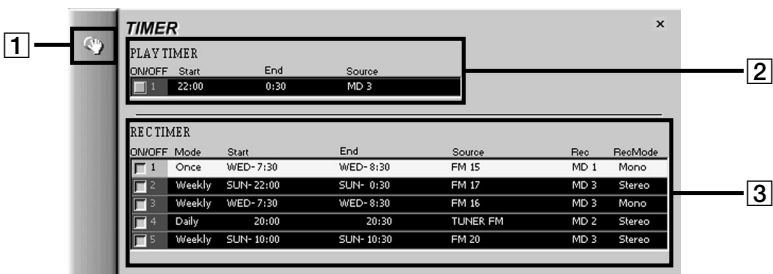 TIMER ×
1
PLAY TIMER
ON/OFF Start End Source
1 22:00 0:30 MD 3
2
REC TIMER
ON/OFF Mode Start End Source Rec RecMode
1 Once WED- 7:30 WED- 8:30 FM 15 MD 1 Mono
2 Weekly SUN- 22:00 SUN- 0:30 FM 17 MD 3 Stereo
3 Weekly WED- 7:30 WED- 8:30 FM 16 MD 3 Mono
3
4 Daily 20:00 20:30 TUNER FM MD 2 Stereo
5 Weekly SUN- 10:00 SUN- 10:30 FM 20 MD 3 Stereo